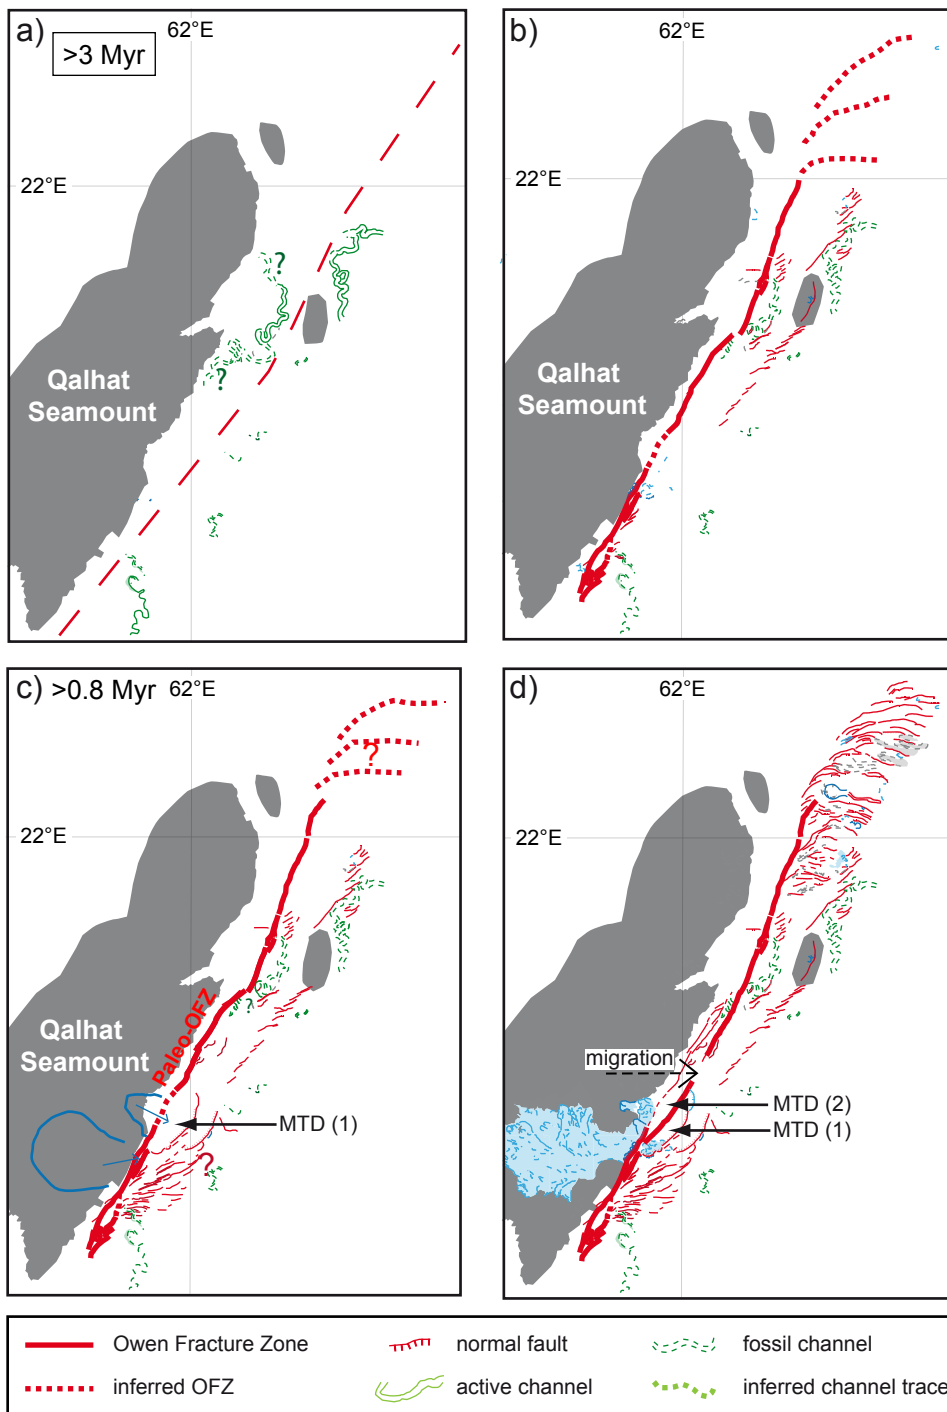 a)
62°E
>3 Myr
22°E
?
?
Qalhat
Seamount
b)
62°E
22°E
Qalhat
Seamount
c) >0.8 Myr
62°E
?
22°E
?
Paleo-OFZ
Qalhat
Seamount
MTD (1)
?
d)
62°E
22°E
migration
MTD (2)
MTD (1)
Owen Fracture Zone
normal fault
fossil channel
inferred OFZ
active channel
inferred channel trace